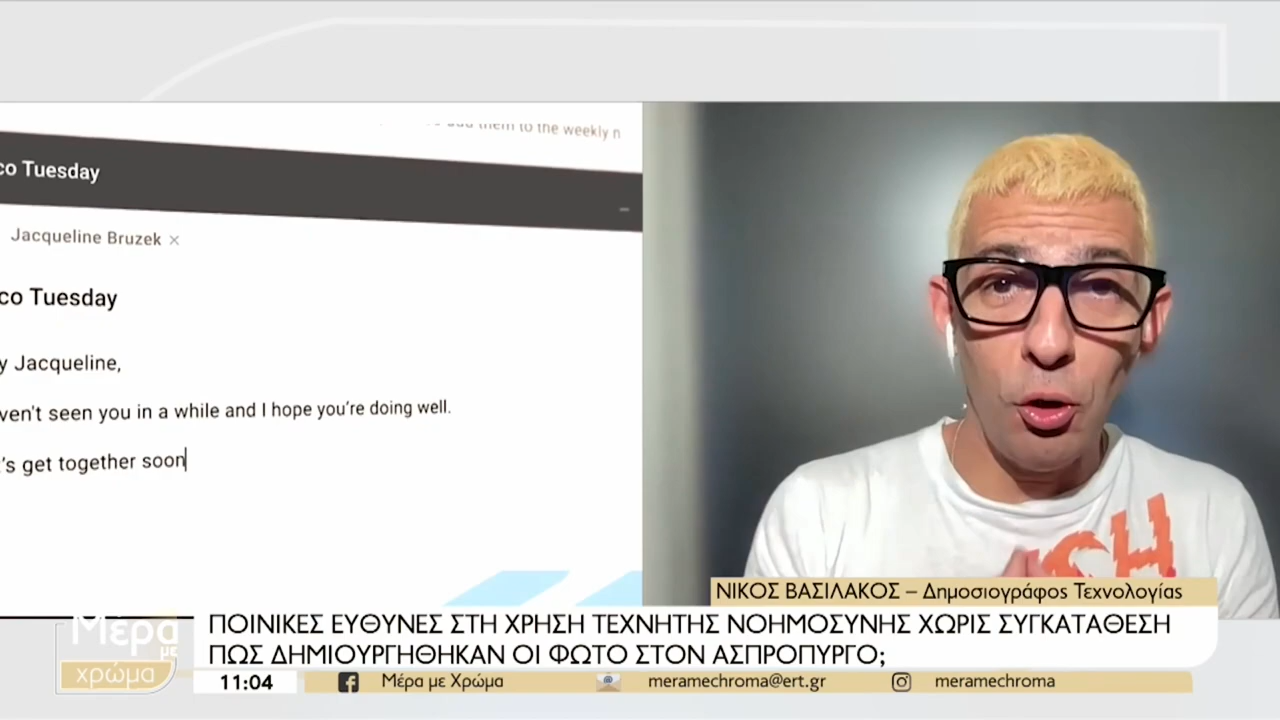 add them to the weekly n
co Tuesday
Jacqueline Bruzek ×
co Tuesday
y Jacqueline,
ven't seen you in a while and I hope you're doing well.
t's get together soon
SH
ΝΙΚΟΣ ΒΑΣΙΛΑΚΟΣ – Δημοσιογράφος Τεχνολογίας
Μέρα
με
χρώμα
ΠΟΙΝΙΚΕΣ ΕΥΘΥΝΕΣ ΣΤΗ ΧΡΗΣΗ ΤΕΧΝΗΤΗΣ ΝΟΗΜΟΣΥΝΗΣ ΧΩΡΙΣ ΣΥΓΚΑΤΑΘΕΣΗ
ΠΩΣ ΔΗΜΙΟΥΡΓΗΘΗΚΑΝ ΟΙ ΦΩΤΟ ΣΤΟΝ ΑΣΠΡΟΠΥΡΓΟ;
11:04
Μέρα με Χρώμα
meramechroma@ert.gr
meramechroma